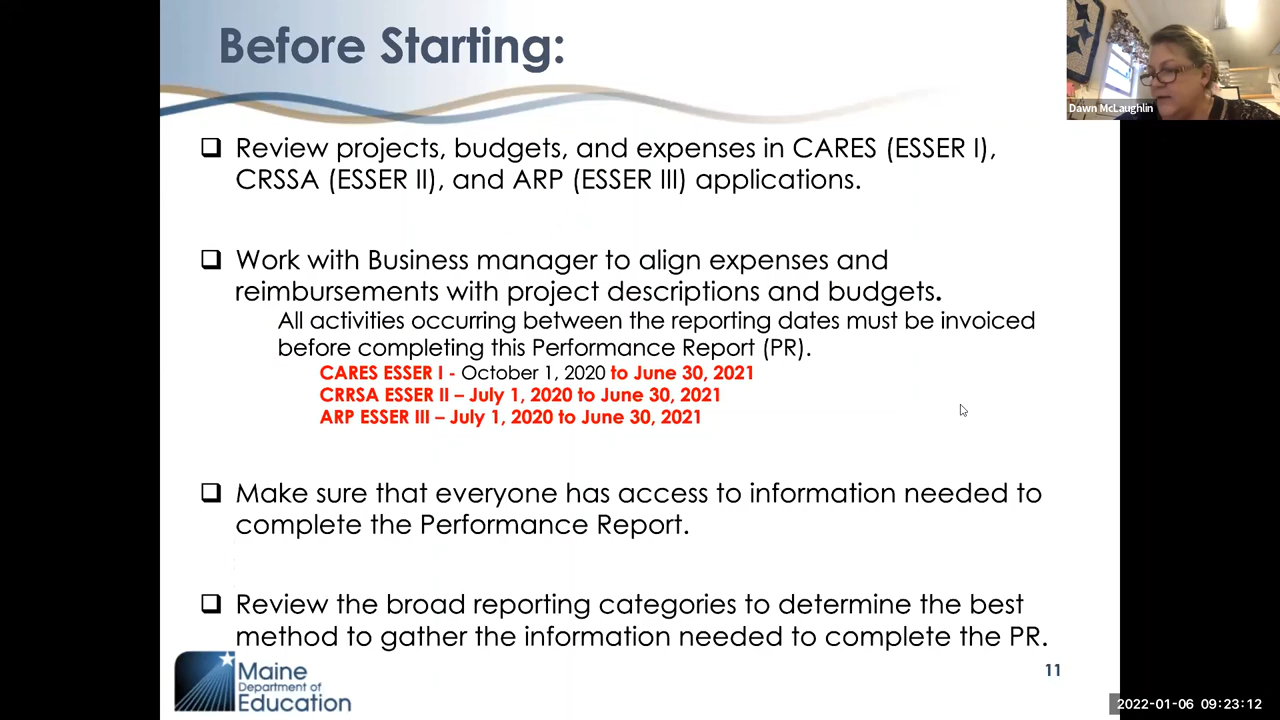 Before Starting:
Dawn McLaughlin
❑ Review projects, budgets, and expenses in CARES (ESSER I),
CRSSA (ESSER II), and ARP (ESSER III) applications.
❑ Work with Business manager to align expenses and
reimbursements with project descriptions and budgets.
All activities occurring between the reporting dates must be invoiced
before completing this Performance Report (PR).
CARES ESSER I - October 1, 2020 to June 30, 2021
CRRSA ESSER II – July 1, 2020 to June 30, 2021
ARP ESSER III – July 1, 2020 to June 30, 2021
❑ Make sure that everyone has access to information needed to
complete the Performance Report.
❑ Review the broad reporting categories to determine the best
method to gather the information needed to complete the PR.
Maine
Department of
Education
11
2022-01-06 09:23:12